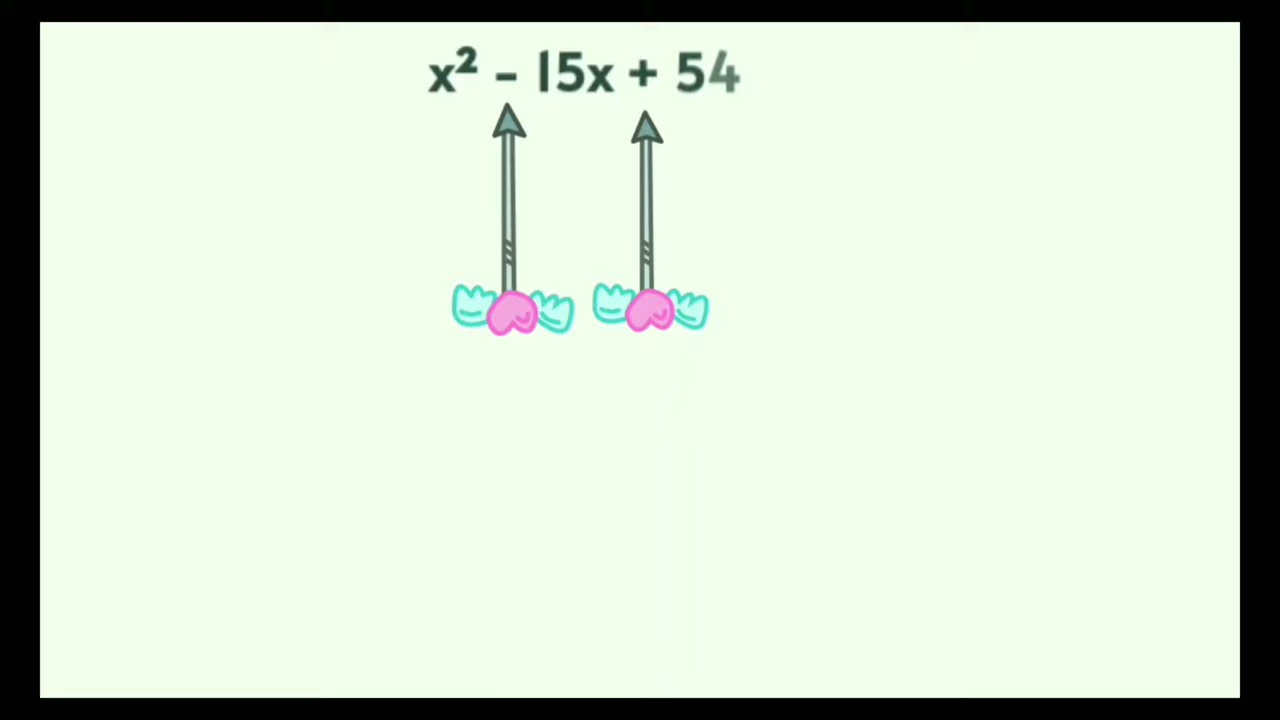 x² - 15x + 54